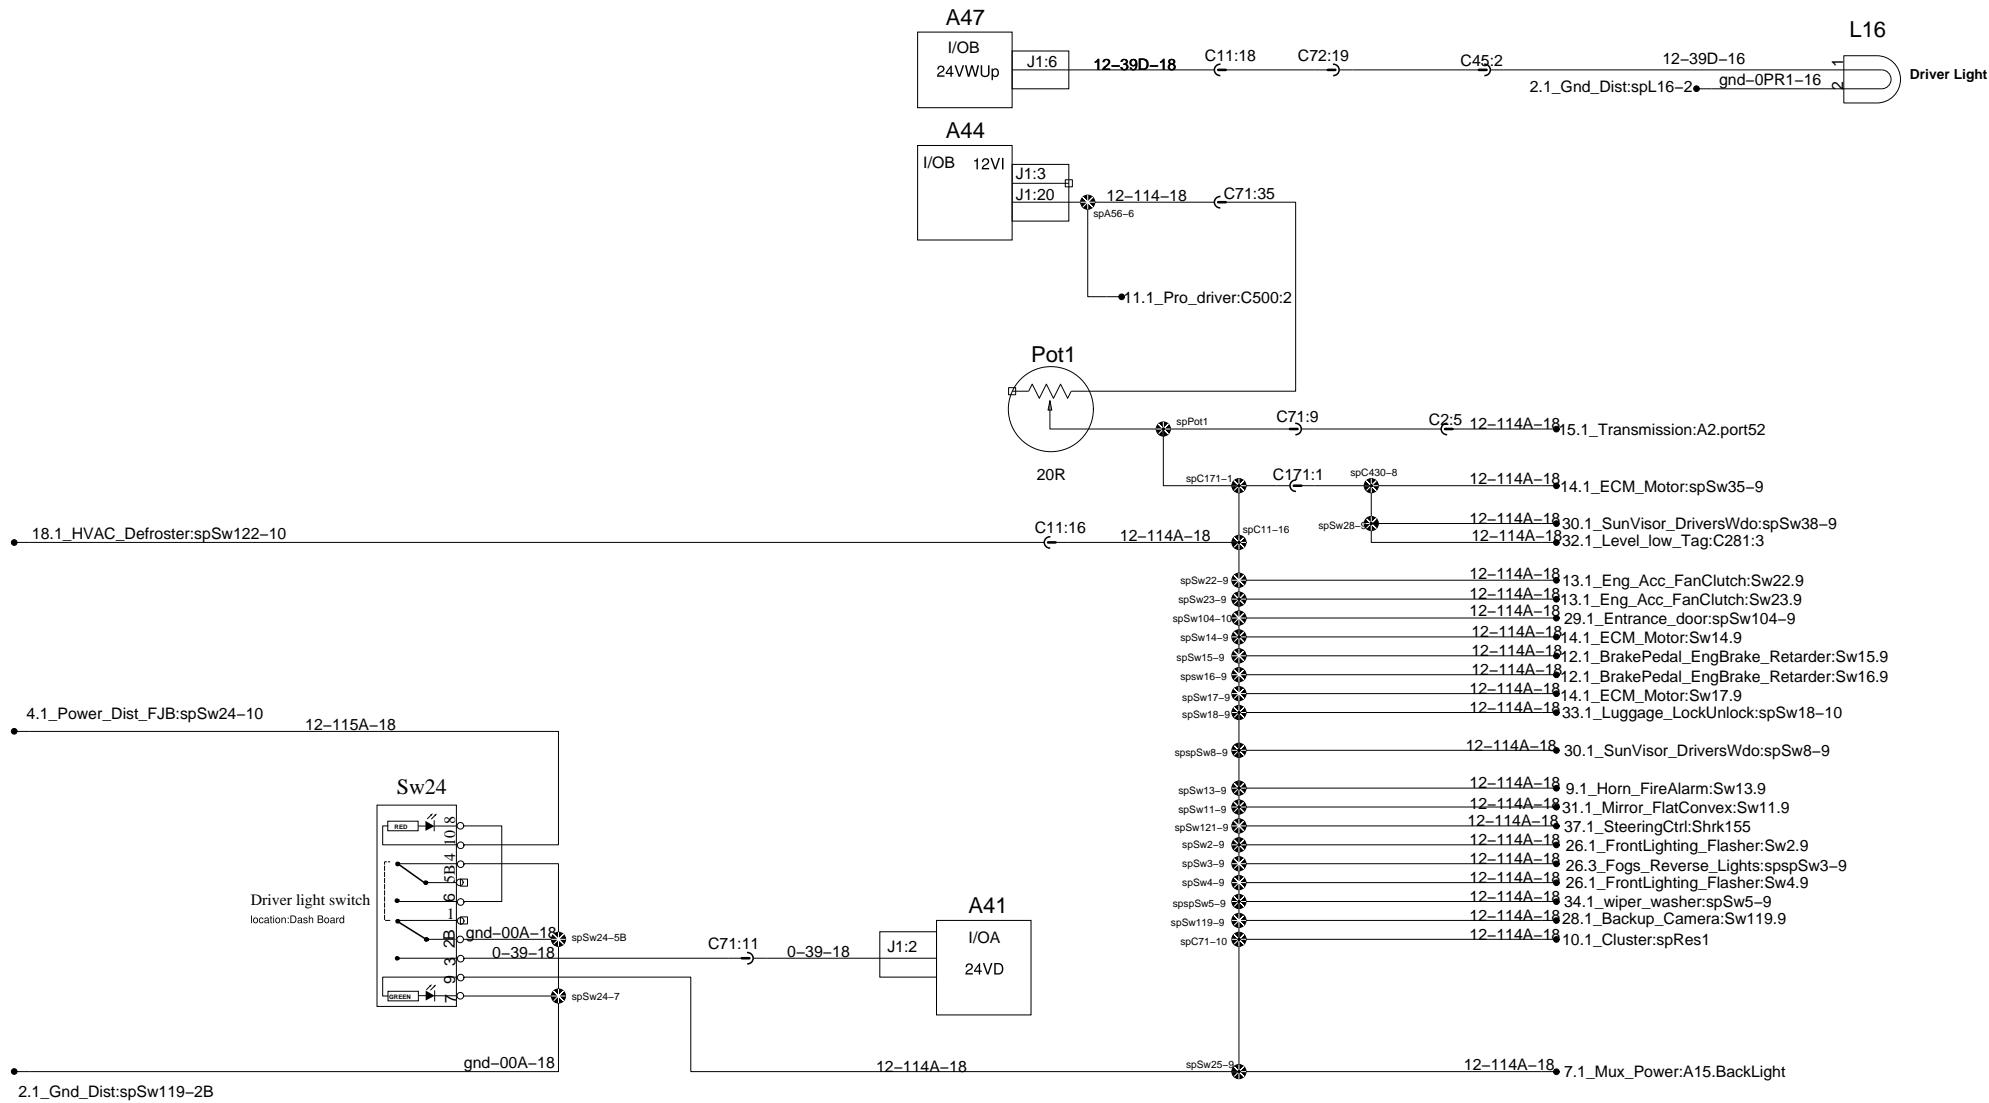 A47
I/OB
24VWUp
J1:6
12–39D–18
C11:18
C72:19
C45:2
12–39D–16
L16
1
2
Driver Light
2.1_Gnd_Dist:spL16–2
gnd–0PR1–16
A44
I/OB 12VI
J1:3
J1:20
12–114–18
C71:35
spA56–6
11.1_Pro_driver:C500:2
Pot1
20R
spPot1
C71:9
C2:5
12–114A–18
15.1_Transmission:A2.port52
spC171–1
C171:1
spC430–8
12–114A–18
14.1_ECM_Motor:spSw35–9
spSw28–9
12–114A–18
30.1_SunVisor_DriversWdo:spSw38–9
18.1_HVAC_Defroster:spSw122–10
C11:16
12–114A–18
spC11–16
12–114A–18
32.1_Level_low_Tag:C281:3
spSw22–9
12–114A–18
13.1_Eng_Acc_FanClutch:Sw22.9
spSw23–9
12–114A–18
13.1_Eng_Acc_FanClutch:Sw23.9
spSw104–10
12–114A–18
29.1_Entrance_door:spSw104–9
spSw14–9
12–114A–18
14.1_ECM_Motor:Sw14.9
spSw15–9
12–114A–18
12.1_BrakePedal_EngBrake_Retarder:Sw15.9
spsw16–9
12–114A–18
12.1_BrakePedal_EngBrake_Retarder:Sw16.9
spSw17–9
12–114A–18
14.1_ECM_Motor:Sw17.9
spSw18–9
12–114A–18
33.1_Luggage_LockUnlock:spSw18–10
4.1_Power_Dist_FJB:spSw24–10
12–115A–18
spspSw8–9
12–114A–18
30.1_SunVisor_DriversWdo:spSw8–9
spSw13–9
12–114A–18
9.1_Horn_FireAlarm:Sw13.9
spSw11–9
12–114A–18
31.1_Mirror_FlatConvex:Sw11.9
spSw121–9
12–114A–18
37.1_SteeringCtrl:Shrk155
spSw2–9
12–114A–18
26.1_FrontLighting_Flasher:Sw2.9
spSw3–9
12–114A–18
26.3_Fogs_Reverse_Lights:spspSw3–9
spSw4–9
12–114A–18
26.1_FrontLighting_Flasher:Sw4.9
spspSw5–9
12–114A–18
34.1_wiper_washer:spSw5–9
spSw119–9
12–114A–18
28.1_Backup_Camera:Sw119.9
spC71–10
12–114A–18
10.1_Cluster:spRes1
Sw24
RED
8
10
4
5B
6
1
2B
3
9
7
GREEN
Driver light switch
location:Dash Board
gnd–00A–18
spSw24–5B
0–39–18
C71:11
0–39–18
A41
J1:2
I/OA
24VD
spSw24–7
gnd–00A–18
2.1_Gnd_Dist:spSw119–2B
12–114A–18
spSw25–9
12–114A–18
7.1_Mux_Power:A15.BackLight